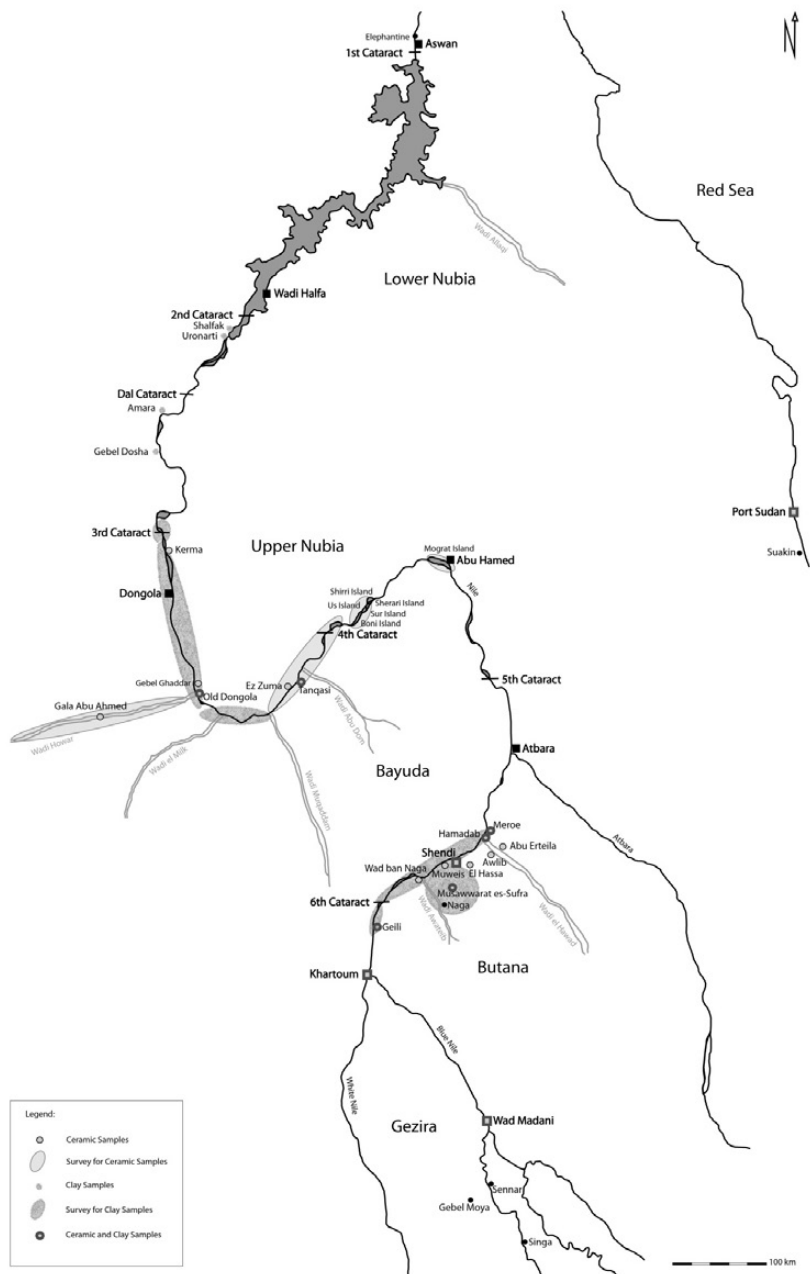 N
Elephantine
Aswan
1st Cataract
Red Sea
Wadi Allaqi
Lower Nubia
Wadi Halfa
2nd Cataract
Shalfak
Uronarti
Dal Cataract
Amara
Gebel Dosha
Port Sudan
3rd Cataract
Upper Nubia
Kerma
Mograt Island
Abu Hamed
Suakin
Nile
Dongola
Shirri Island
Us Island
Sherari Island
Sur Island
Boni Island
4th Cataract
5th Cataract
Gebel Ghaddar
Ez Zuma
Tanqasi
Old Dongola
Gala Abu Ahmed
Wadi Howar
Wadi el Milk
Wadi Abu Dom
Wadi Muqaddam
Bayuda
Atbara
Atbara
Meroe
Hamadab
Abu Erteila
Shendi
Awlib
Wad ban Naga
Muweis
El Hassa
Musawwarat es-Sufra
6th Cataract
Naga
Wadi Awateib
Wadi el Hawad
Geili
Butana
Khartoum
Blue Nile
White Nile
Gezira
Wad Madani
Sennar
Gebel Moya
Singa
Legend:
Ceramic Samples
Survey for Ceramic Samples
Clay Samples
Survey for Clay Samples
Ceramic and Clay Samples
100 km